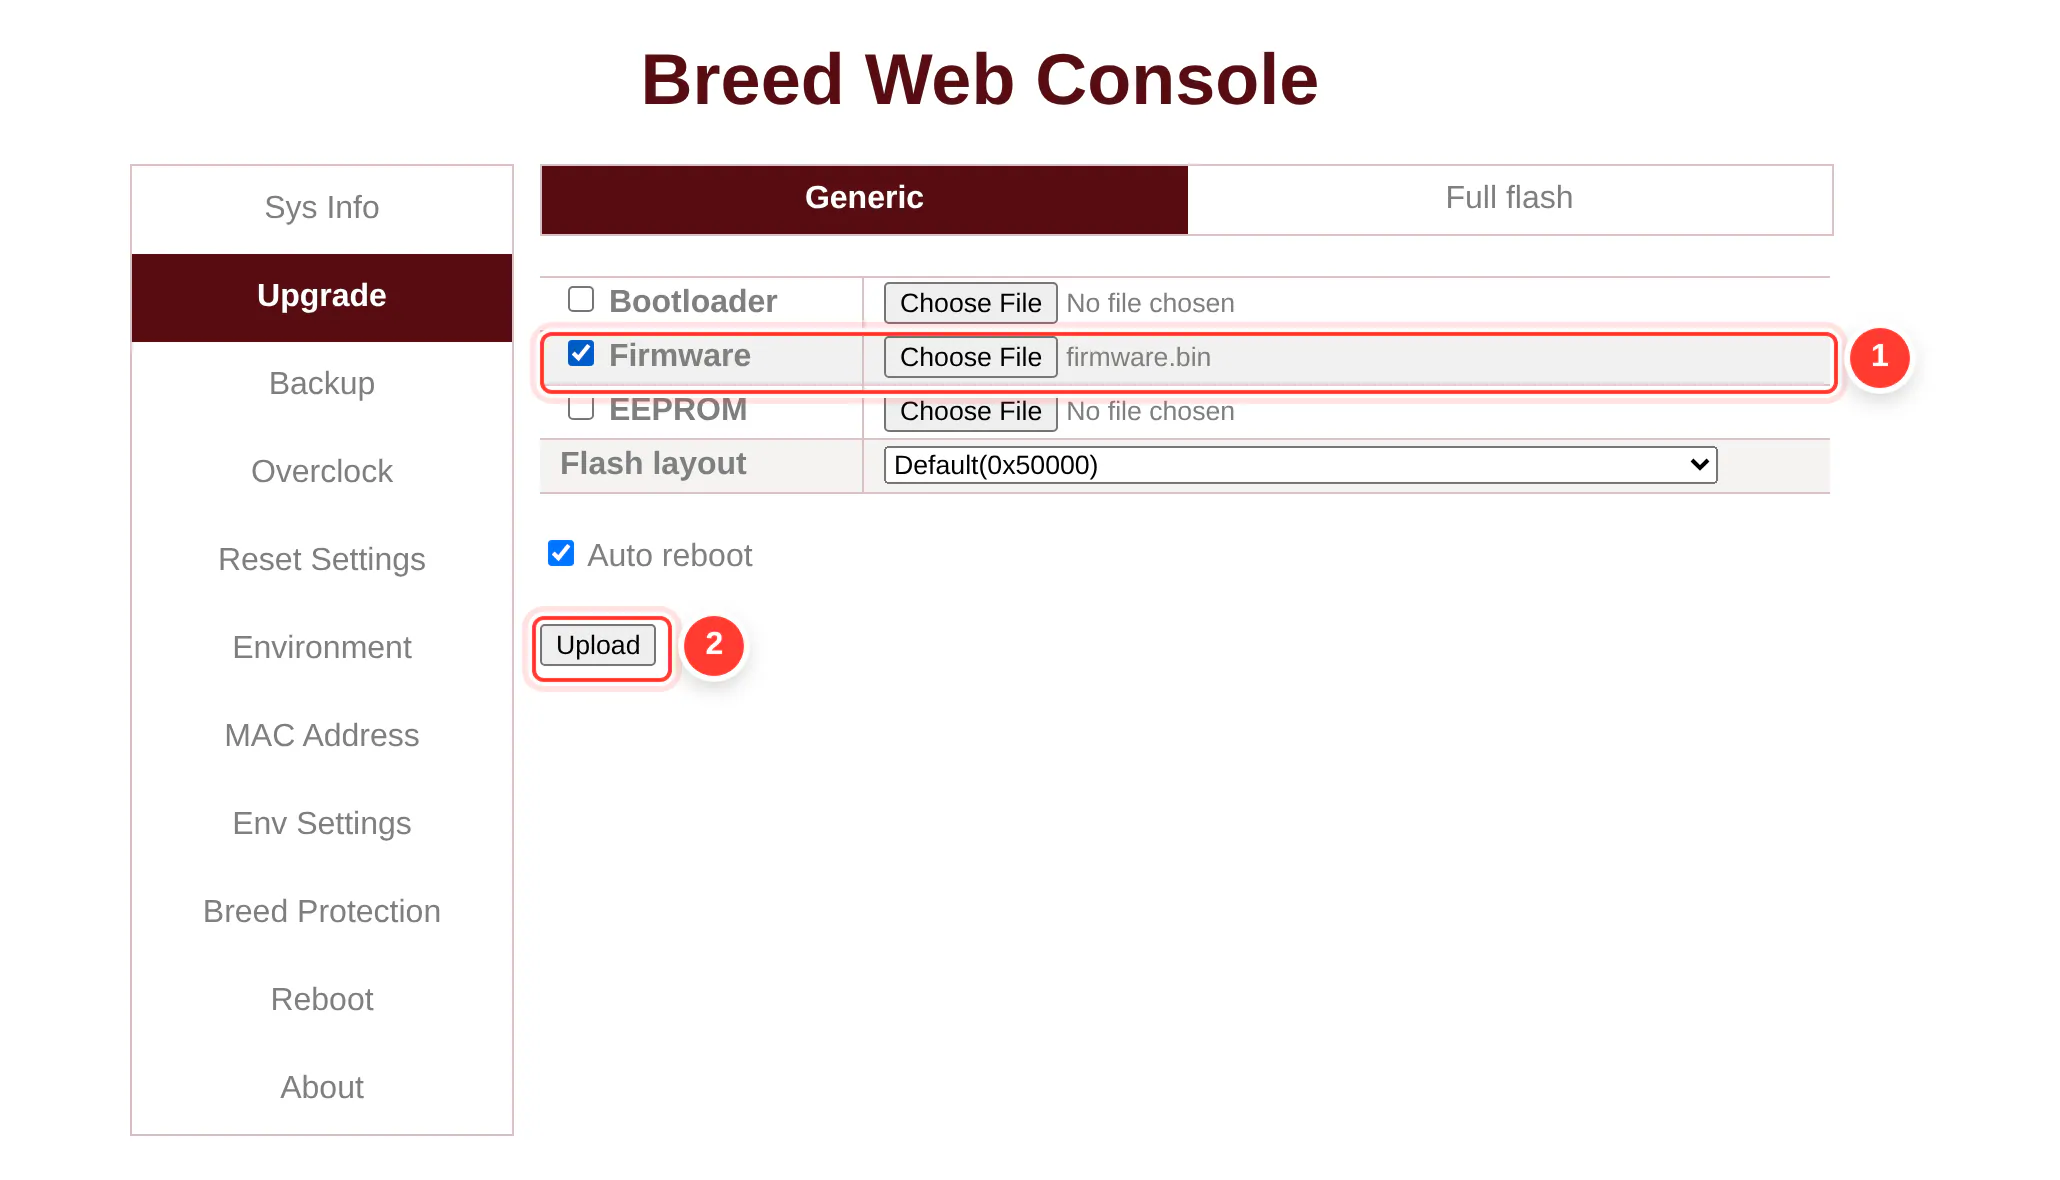 Breed Web Console
Sys Info
Upgrade
Backup
Overclock
Reset Settings
Environment
MAC Address
Env Settings
Breed Protection
Reboot
About
Generic Full flash
Bootloader Choose File No file chosen
Firmware Choose File firmware.bin 1
EEPROM Choose File No file chosen
Flash layout Default(0x50000)
Auto reboot
Upload 2